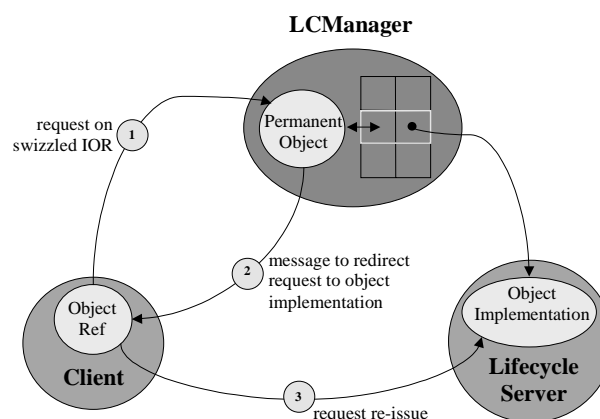 LCManager
request on
swizzled IOR
1
Permanent
Object
2
message to redirect
request to object
implementation
Object
Ref
Client
Object
Implementation
Lifecycle
Server
3
request re-issue